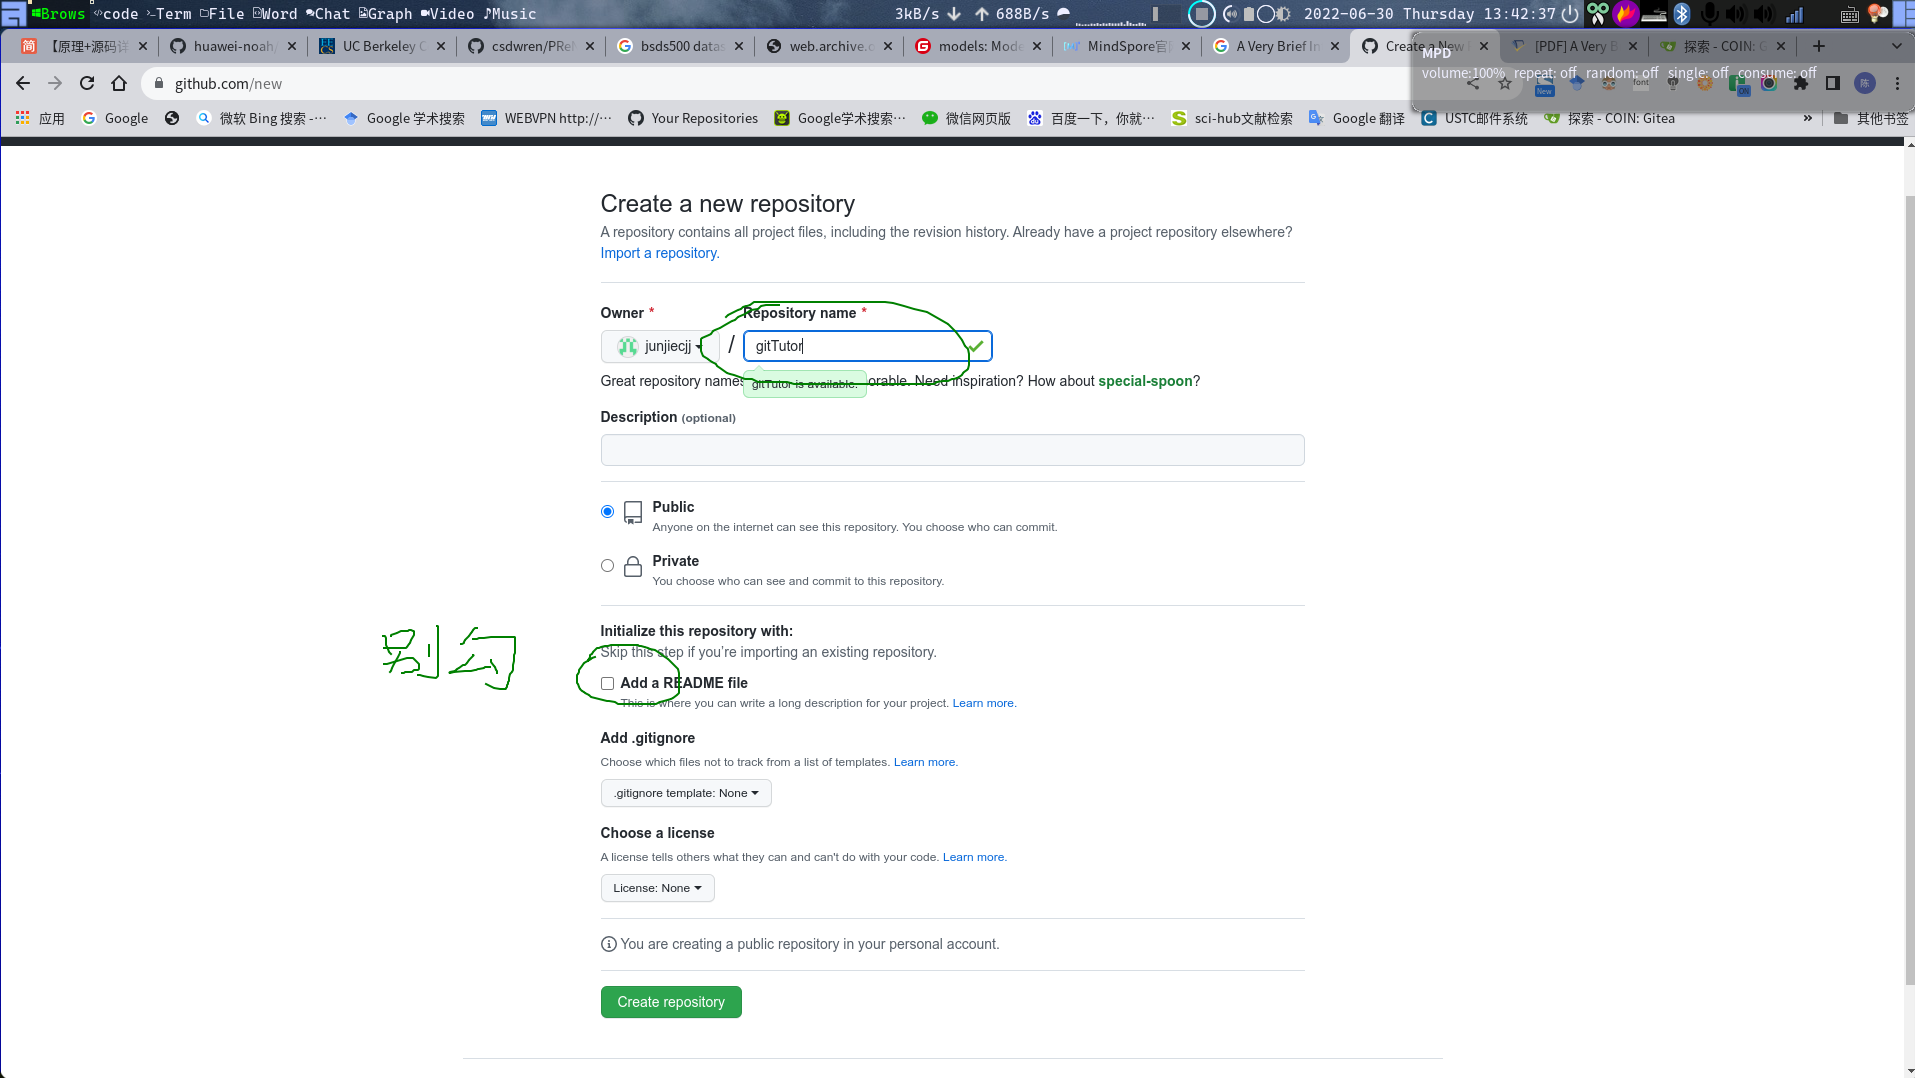 Brows code Term File Word Chat Graph Video Music 3kB/s 688B/s 2022-06-30 Thursday 13:42:37
【原理+源码详 huawei-noah/ UC Berkeley C csdwren/PRe bsds500 datas web.archive.o models: Mode MindSpore官 A Very Brief In Create a New [PDF] A Very B 探索 - COIN: G
MPD
volume:100% repeat: off random: off single: off consume: off
github.com/new
应用 Google 微软 Bing 搜索 -… Google 学术搜索 WEBVPN http://… Your Repositories Google学术搜索… 微信网页版 百度一下，你就… sci-hub文献检索 Google 翻译 USTC邮件系统 探索 - COIN: Gitea » 其他书签
Create a new repository
A repository contains all project files, including the revision history. Already have a project repository elsewhere?
Import a repository.
Owner * Repository name *
junjiecjj / gitTutor
Great repository names orable. Need inspiration? How about special-spoon?
gitTutor is available.
Description (optional)
Public
Anyone on the internet can see this repository. You choose who can commit.
Private
You choose who can see and commit to this repository.
Initialize this repository with:
Skip this step if you're importing an existing repository.
别勾
Add a README file
This is where you can write a long description for your project. Learn more.
Add .gitignore
Choose which files not to track from a list of templates. Learn more.
.gitignore template: None
Choose a license
A license tells others what they can and can't do with your code. Learn more.
License: None
You are creating a public repository in your personal account.
Create repository